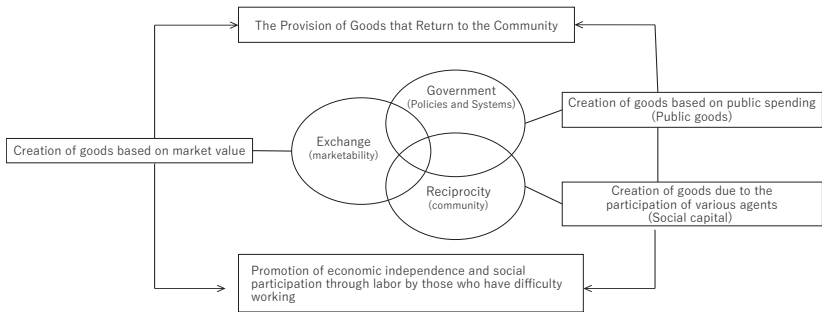 The Provision of Goods that Return to the Community
Government
(Policies and Systems)
Creation of goods based on public spending
(Public goods)
Exchange
(marketability)
Creation of goods based on market value
Reciprocity
(community)
Creation of goods due to the
participation of various agents
(Social capital)
Promotion of economic independence and social
participation through labor by those who have difficulty
working